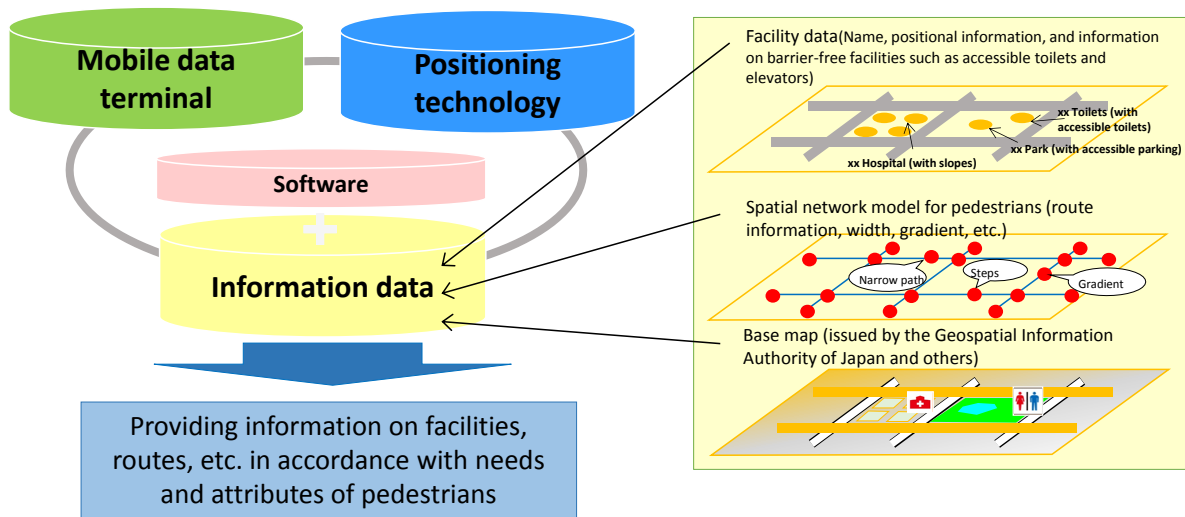 Mobile data
terminal
Positioning
technology
Software
+
Information data
Providing information on facilities,
routes, etc. in accordance with needs
and attributes of pedestrians
Facility data(Name, positional information, and information
on barrier-free facilities such as accessible toilets and
elevators)
xx Toilets (with
accessible toilets)
xx Park (with accessible parking)
xx Hospital (with slopes)
Spatial network model for pedestrians (route
information, width, gradient, etc.)
Narrow path
Steps
Gradient
Base map (issued by the Geospatial Information
Authority of Japan and others)